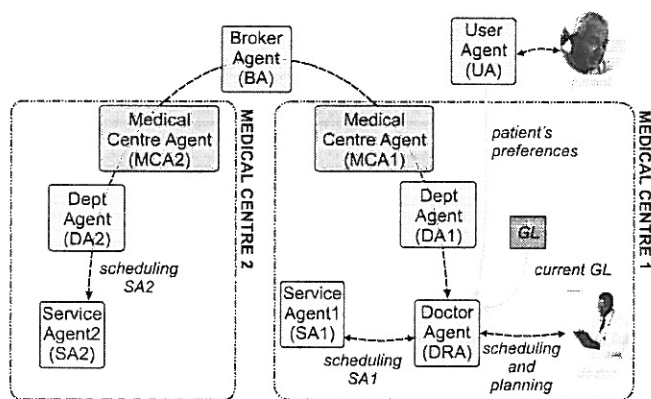 Broker
Agent
(BA)
User
Agent
(UA)
Medical
Centre Agent
(MCA2)
MEDICAL CENTRE 2
Medical
Centre Agent
(MCA1)
patient's
preferences
MEDICAL CENTRE 1
Dept
Agent
(DA2)
Dept
Agent
(DA1)
GL
scheduling
SA2
current GL
Service
Agent2
(SA2)
Service
Agent1
(SA1)
Doctor
Agent
(DRA)
scheduling
SA1
scheduling
and
planning